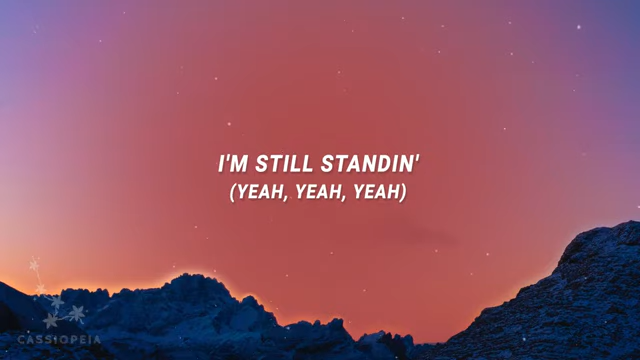 I'M STILL STANDIN'
(YEAH, YEAH, YEAH)
CASSIOPEIA